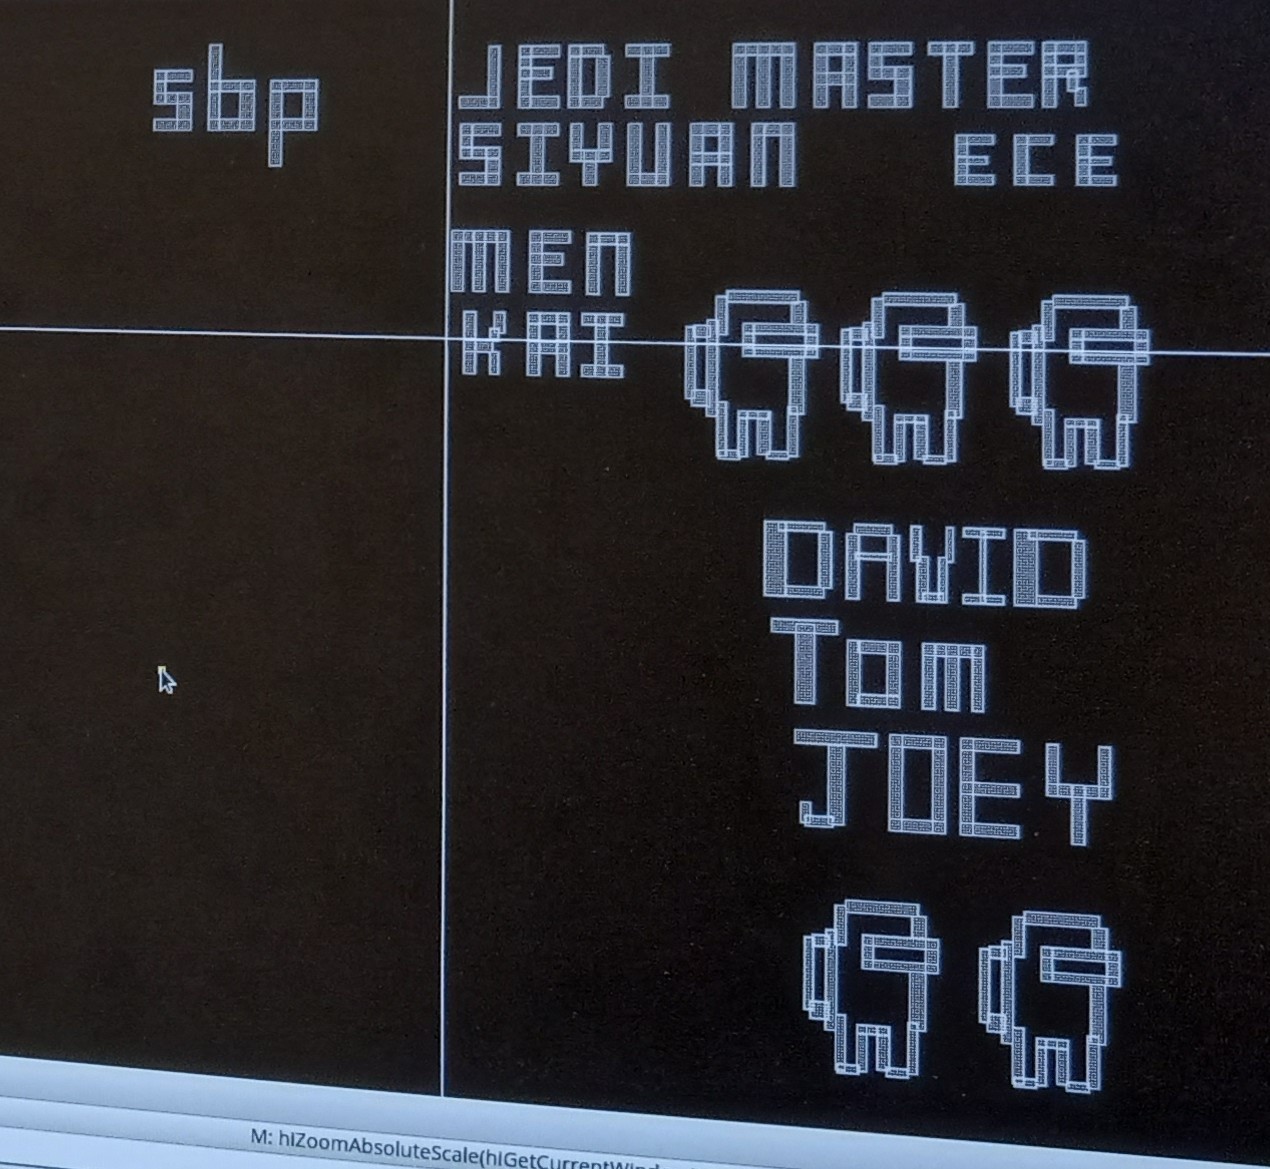 sbp
JEDI MASTER
SIYUAN ECE
MEN
KAI
DAVID
TOM
JOEY
M: hiZoomAbsoluteScale(hiGetCurrentWind